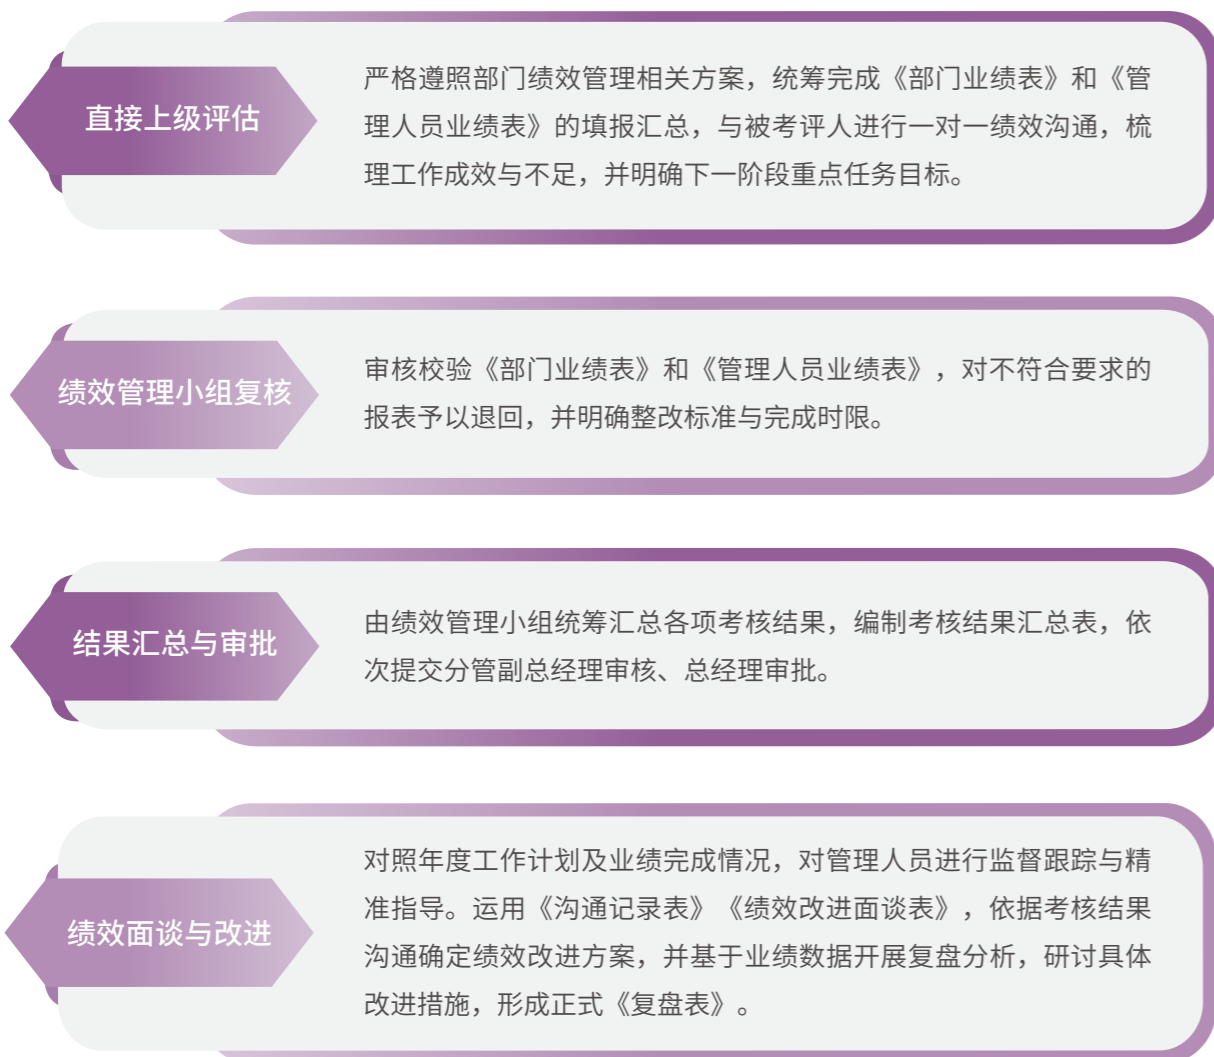 直接上级评估
严格遵照部门绩效管理相关方案，统筹完成《部门业绩表》和《管
理人员业绩表》的填报汇总，与被考评人进行一对一绩效沟通，梳
理工作成效与不足，并明确下一阶段重点任务目标。
绩效管理小组复核
审核校验《部门业绩表》和《管理人员业绩表》，对不符合要求的
报表予以退回，并明确整改标准与完成时限。
结果汇总与审批
由绩效管理小组统筹汇总各项考核结果，编制考核结果汇总表，依
次提交分管副总经理审核、总经理审批。
绩效面谈与改进
对照年度工作计划及业绩完成情况，对管理人员进行监督跟踪与精
准指导。运用《沟通记录表》《绩效改进面谈表》，依据考核结果
沟通确定绩效改进方案，并基于业绩数据开展复盘分析，研讨具体
改进措施，形成正式《复盘表》。